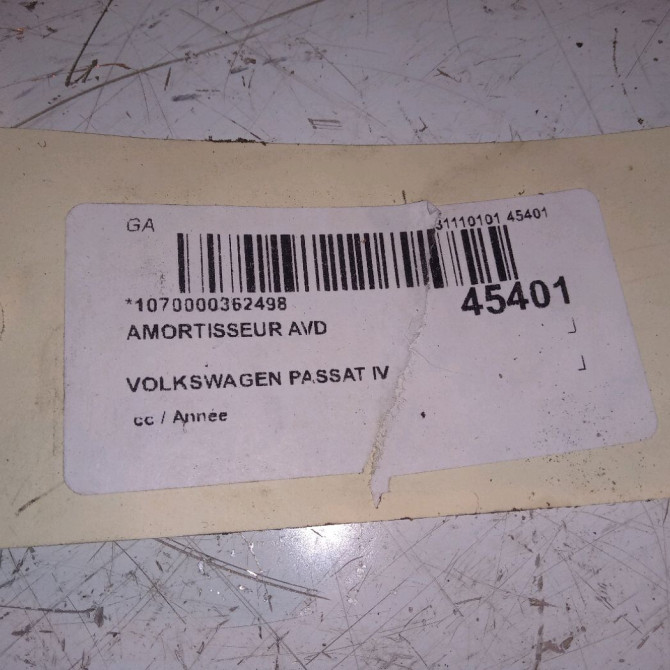 GA
31110101 45401
*1070000362498
45401
AMORTISSEUR AVD
VOLKSWAGEN PASSAT IV
cc / Année